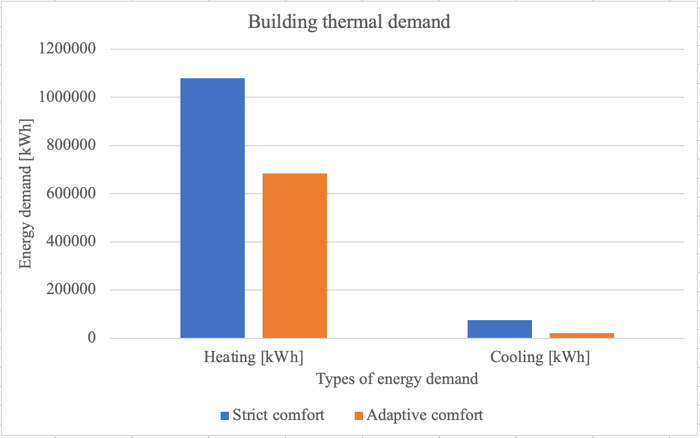 Building thermal demand
1200000
1000000
800000
600000
400000
200000
0
Energy demand [kWh]
Heating [kWh]
Cooling [kWh]
Types of energy demand
Strict comfort
Adaptive comfort